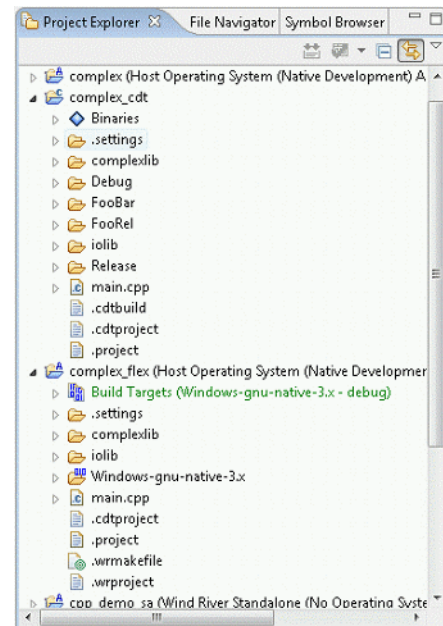 Project Explorer File Navigator Symbol Browser
complex (Host Operating System (Native Development) A
complex_cdt
Binaries
.settings
complexlib
Debug
FooBar
FooRel
iolib
Release
main.cpp
.cdtbuild
.cdtproject
.project
complex_flex (Host Operating System (Native Developmer
Build Targets (Windows-gnu-native-3.x - debug)
.settings
complexlib
iolib
Windows-gnu-native-3.x
main.cpp
.cdtproject
.project
.wrmakefile
.wrproject
cpp_demo_sa (Wind River Standalone (No Operating Syste